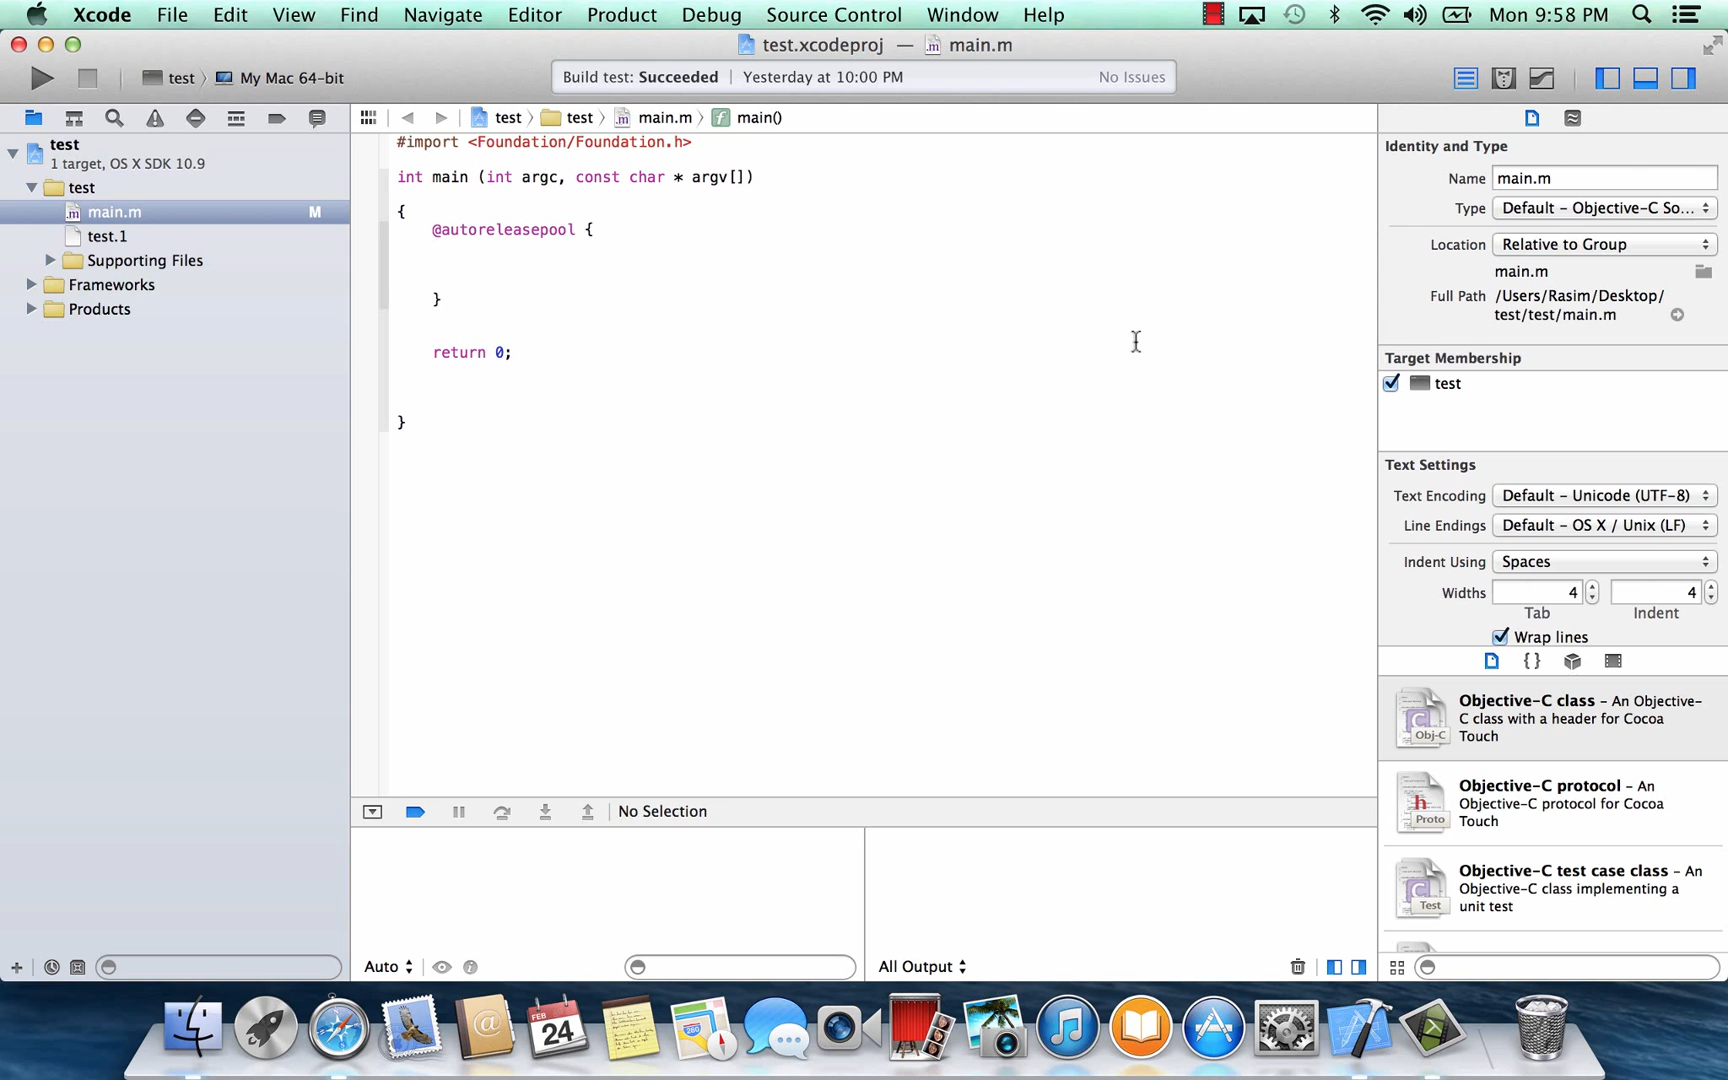 Xcode File Edit View Find Navigate Editor Product Debug Source Control Window Help Mon 9:58 PM
test.xcodeproj — main.m
test My Mac 64-bit
Build test: Succeeded Yesterday at 10:00 PM No Issues
test test main.m main()
test
1 target, OS X SDK 10.9
test
main.m M
test.1
Supporting Files
Frameworks
Products
#import <Foundation/Foundation.h>
int main (int argc, const char * argv[])
{
@autoreleasepool {
}
return 0;
}
Identity and Type
Name main.m
Type Default - Objective-C So...
Location Relative to Group
main.m
Full Path /Users/Rasim/Desktop/
test/test/main.m
Target Membership
test
Text Settings
Text Encoding Default - Unicode (UTF-8)
Line Endings Default - OS X / Unix (LF)
Indent Using Spaces
Widths 4 4
Tab Indent
Wrap lines
{}
Obj-C
Objective-C class - An Objective-
C class with a header for Cocoa
Touch
Proto
Objective-C protocol - An
Objective-C protocol for Cocoa
Touch
Test
Objective-C test case class - An
Objective-C class implementing a
unit test
No Selection
Auto
All Output
FEB
24
280